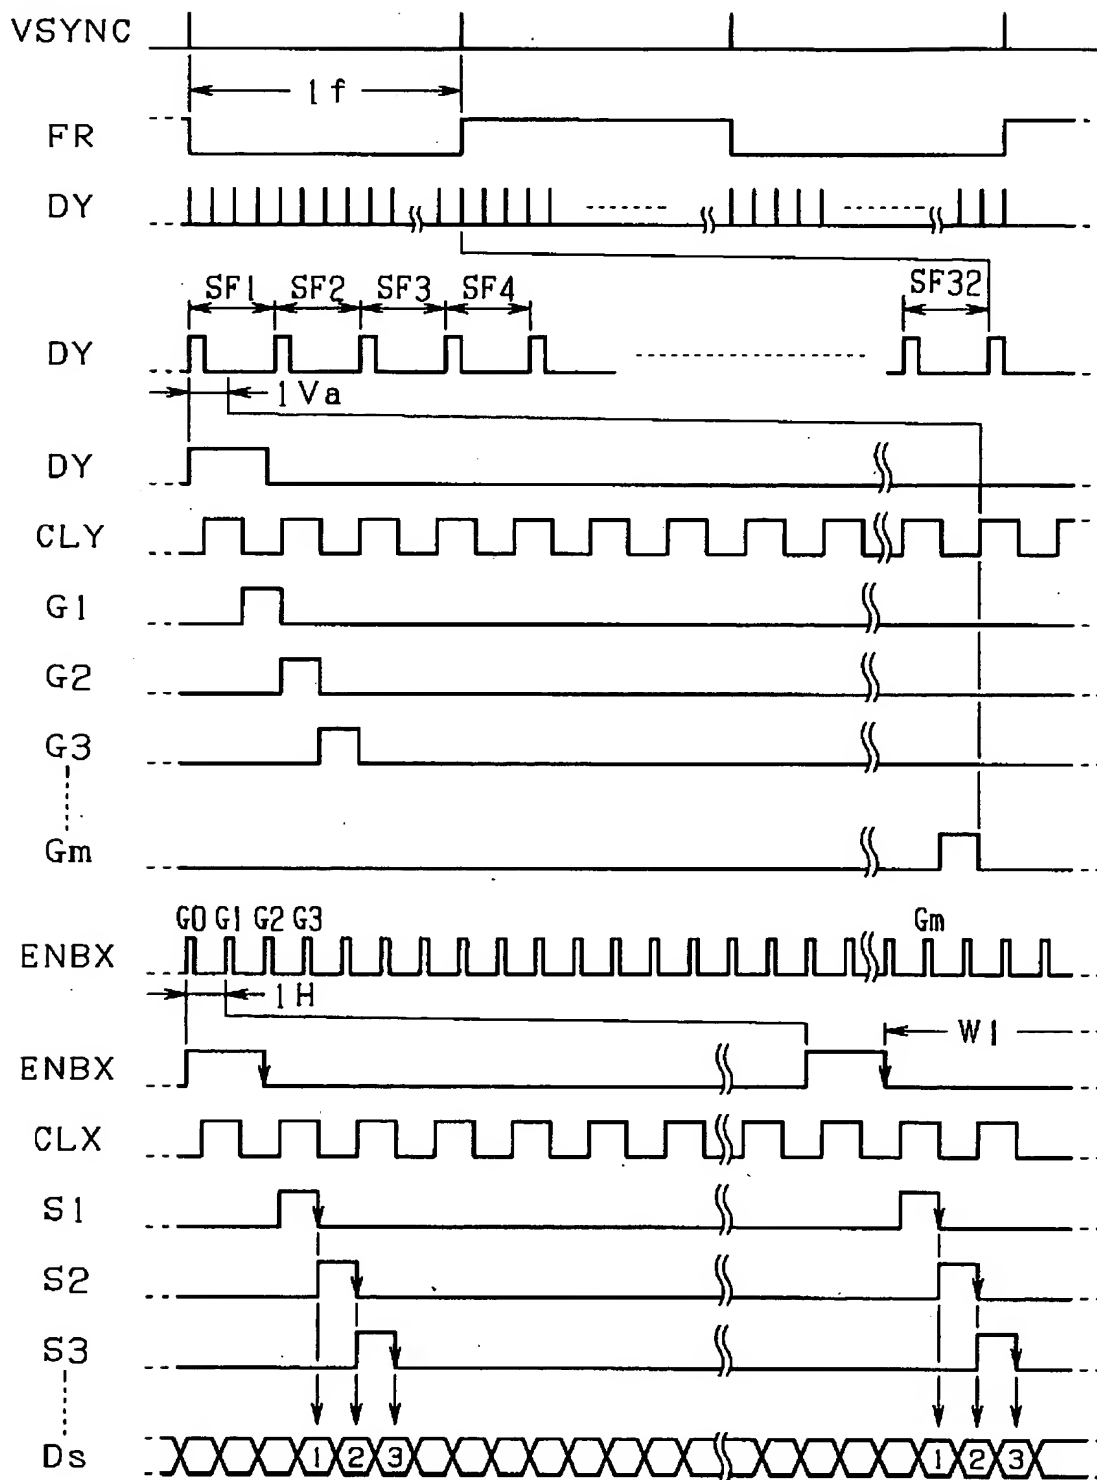 VSYNC
1f
FR
DY
SF1 SF2 SF3 SF4 SF32
DY
1Va
DY
CLY
G1
G2
G3
Gm
G0 G1 G2 G3 Gm
ENBX
1H
W1
ENBX
CLX
S1
S2
S3
Ds 1 2 3 1 2 3